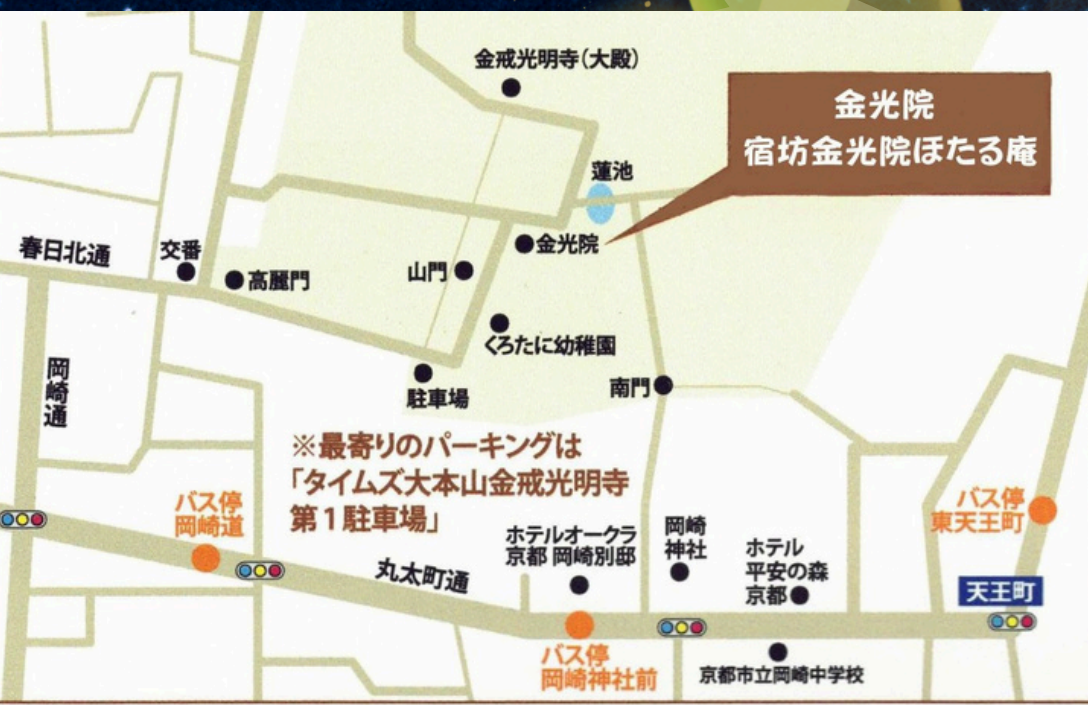 金戒光明寺(大殿)
金光院
宿坊金光院ほたる庵
蓮池
春日北通
交番
高麗門
山門
金光院
くろたに幼稚園
岡崎通
駐車場
南門
※最寄りのパーキングは
「タイムズ大本山金戒光明寺
第1駐車場」
バス停
岡崎道
丸太町通
ホテルオークラ
京都 岡崎別邸
岡崎
神社
ホテル
平安の森
京都
バス停
東天王町
天王町
バス停
岡崎神社前
京都市立岡崎中学校